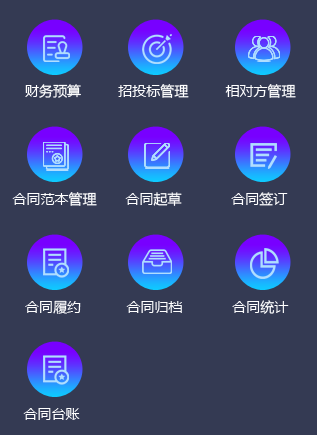 财务预算
招投标管理
相对方管理
合同范本管理
合同起草
合同签订
合同履约
合同归档
合同统计
合同台账